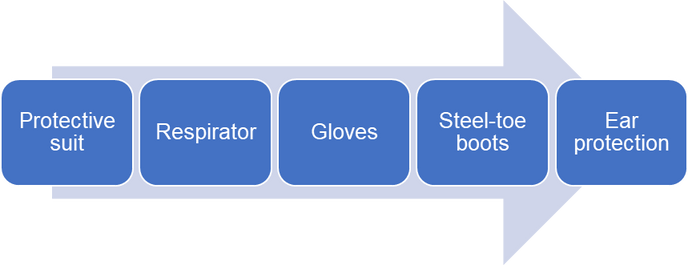 Protective
suit
Respirator
Gloves
Steel-toe
boots
Ear
protection